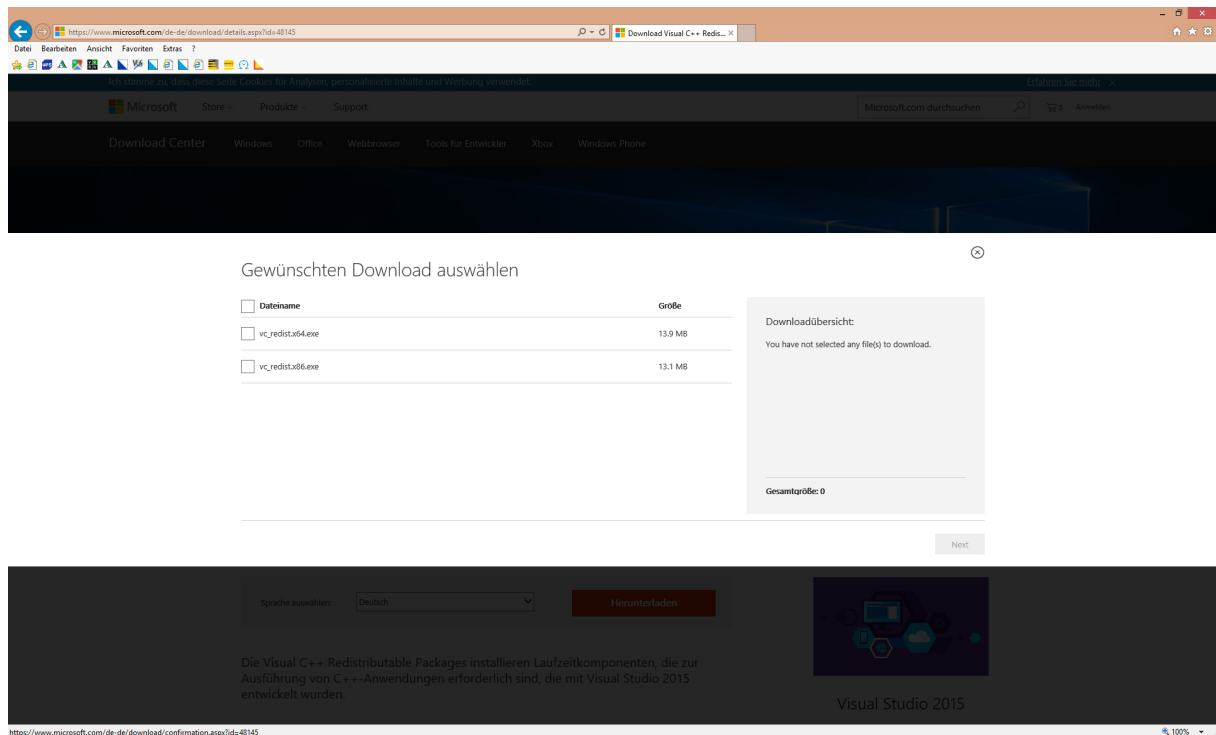 https://www.microsoft.com/de-de/download/details.aspx?id=48145
Download Visual C++ Redis...
Datei Bearbeiten Ansicht Favoriten Extras ?
Ich stimme zu, dass diese Seite Cookies für Analysen, personalisierte Inhalte und Werbung verwendet.
Erfahren Sie mehr
Microsoft Store Produkte Support
Microsoft.com durchsuchen
Anmelden
Download Center Windows Office Webbrowser Tools für Entwickler Xbox Windows Phone
Gewünschten Download auswählen
Dateiname Größe
vc_redist.x64.exe 13.9 MB
vc_redist.x86.exe 13.1 MB
Downloadübersicht:
You have not selected any file(s) to download.
Gesamtgröße: 0
Next
Sprache auswählen: Deutsch Herunterladen
Die Visual C++ Redistributable Packages installieren Laufzeitkomponenten, die zur
Ausführung von C++-Anwendungen erforderlich sind, die mit Visual Studio 2015
entwickelt wurden.
Visual Studio 2015
https://www.microsoft.com/de-de/download/confirmation.aspx?id=48145
100%